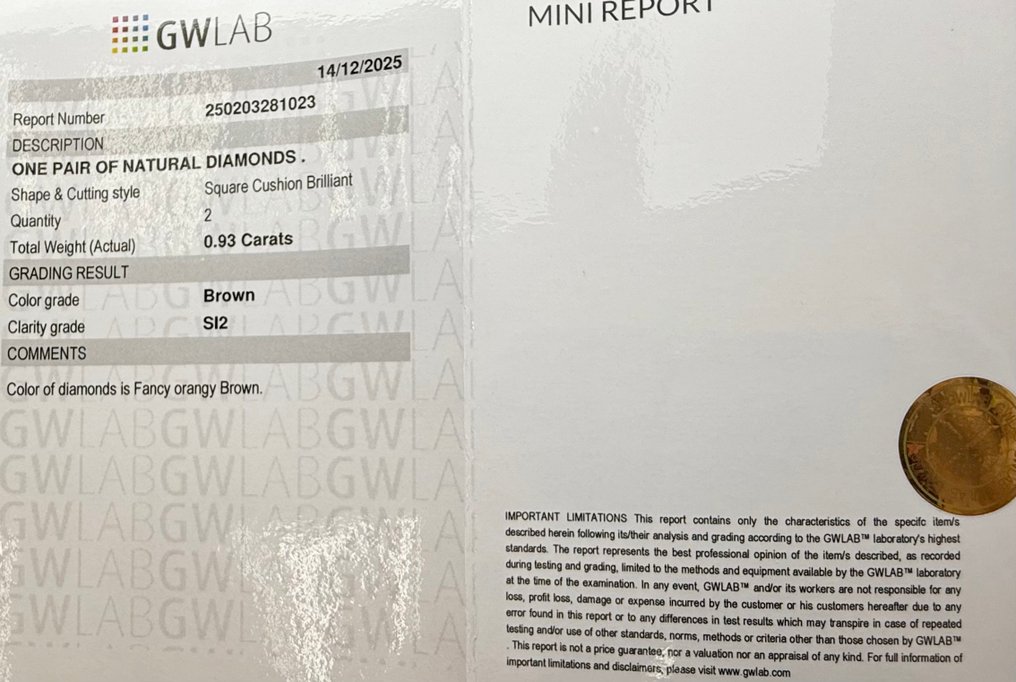 GWLAB
14/12/2025
Report Number 250203281023
DESCRIPTION
ONE PAIR OF NATURAL DIAMONDS .
Shape & Cutting style Square Cushion Brilliant
Quantity 2
Total Weight (Actual) 0.93 Carats
GRADING RESULT
Color grade Brown
Clarity grade SI2
COMMENTS
Color of diamonds is Fancy orangy Brown.
MINI REPORT
IMPORTANT LIMITATIONS This report contains only the characteristics of the specifc item/s
described herein following its/their analysis and grading according to the GWLAB™ laboratory's highest
standards. The report represents the best professional opinion of the item/s described, as recorded
during testing and grading, limited to the methods and equipment available by the GWLAB™ laboratory
at the time of the examination. In any event, GWLAB™ and/or its workers are not responsible for any
loss, profit loss, damage or expense incurred by the customer or his customers hereafter due to any
error found in this report or to any differences in test results which may transpire in case of repeated
testing and/or use of other standards, norms, methods or criteria other than those chosen by GWLAB™
. This report is not a price guarantee, nor a valuation nor an appraisal of any kind. For full information of
important limitations and disclaimers, please visit www.gwlab.com